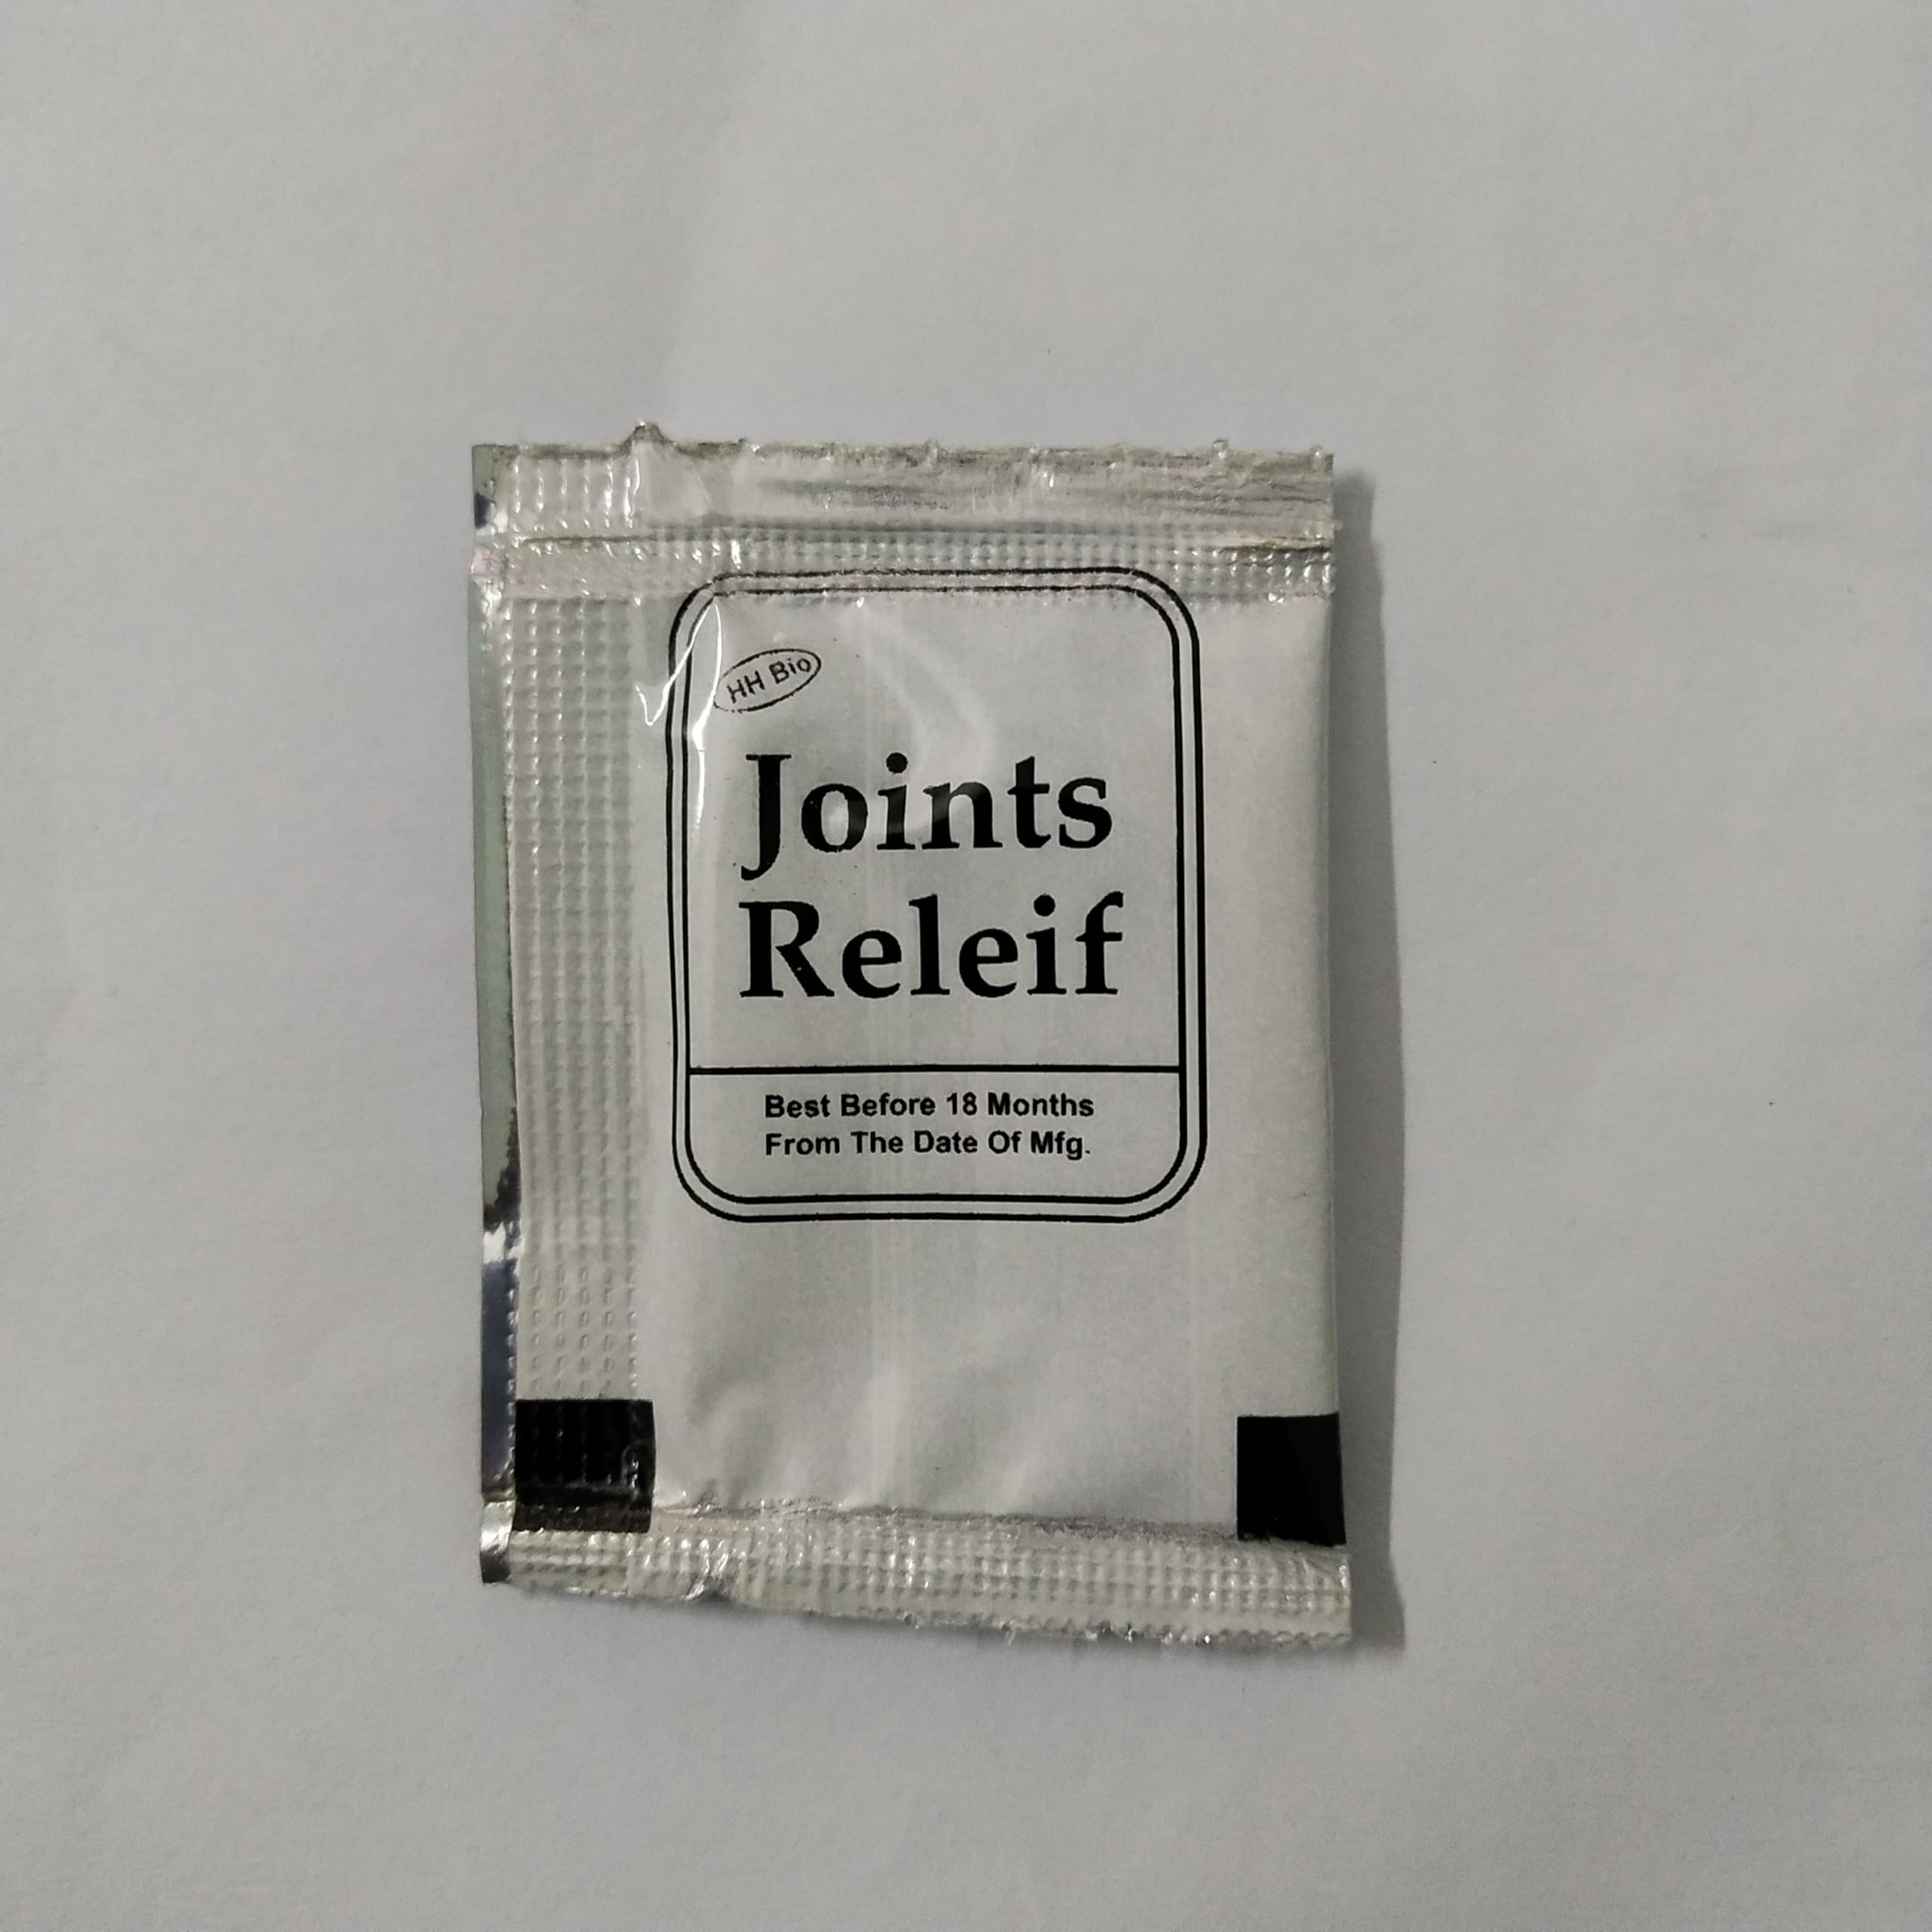 HH Bio
Joints
Releif
Best Before 18 Months
From The Date Of Mfg.